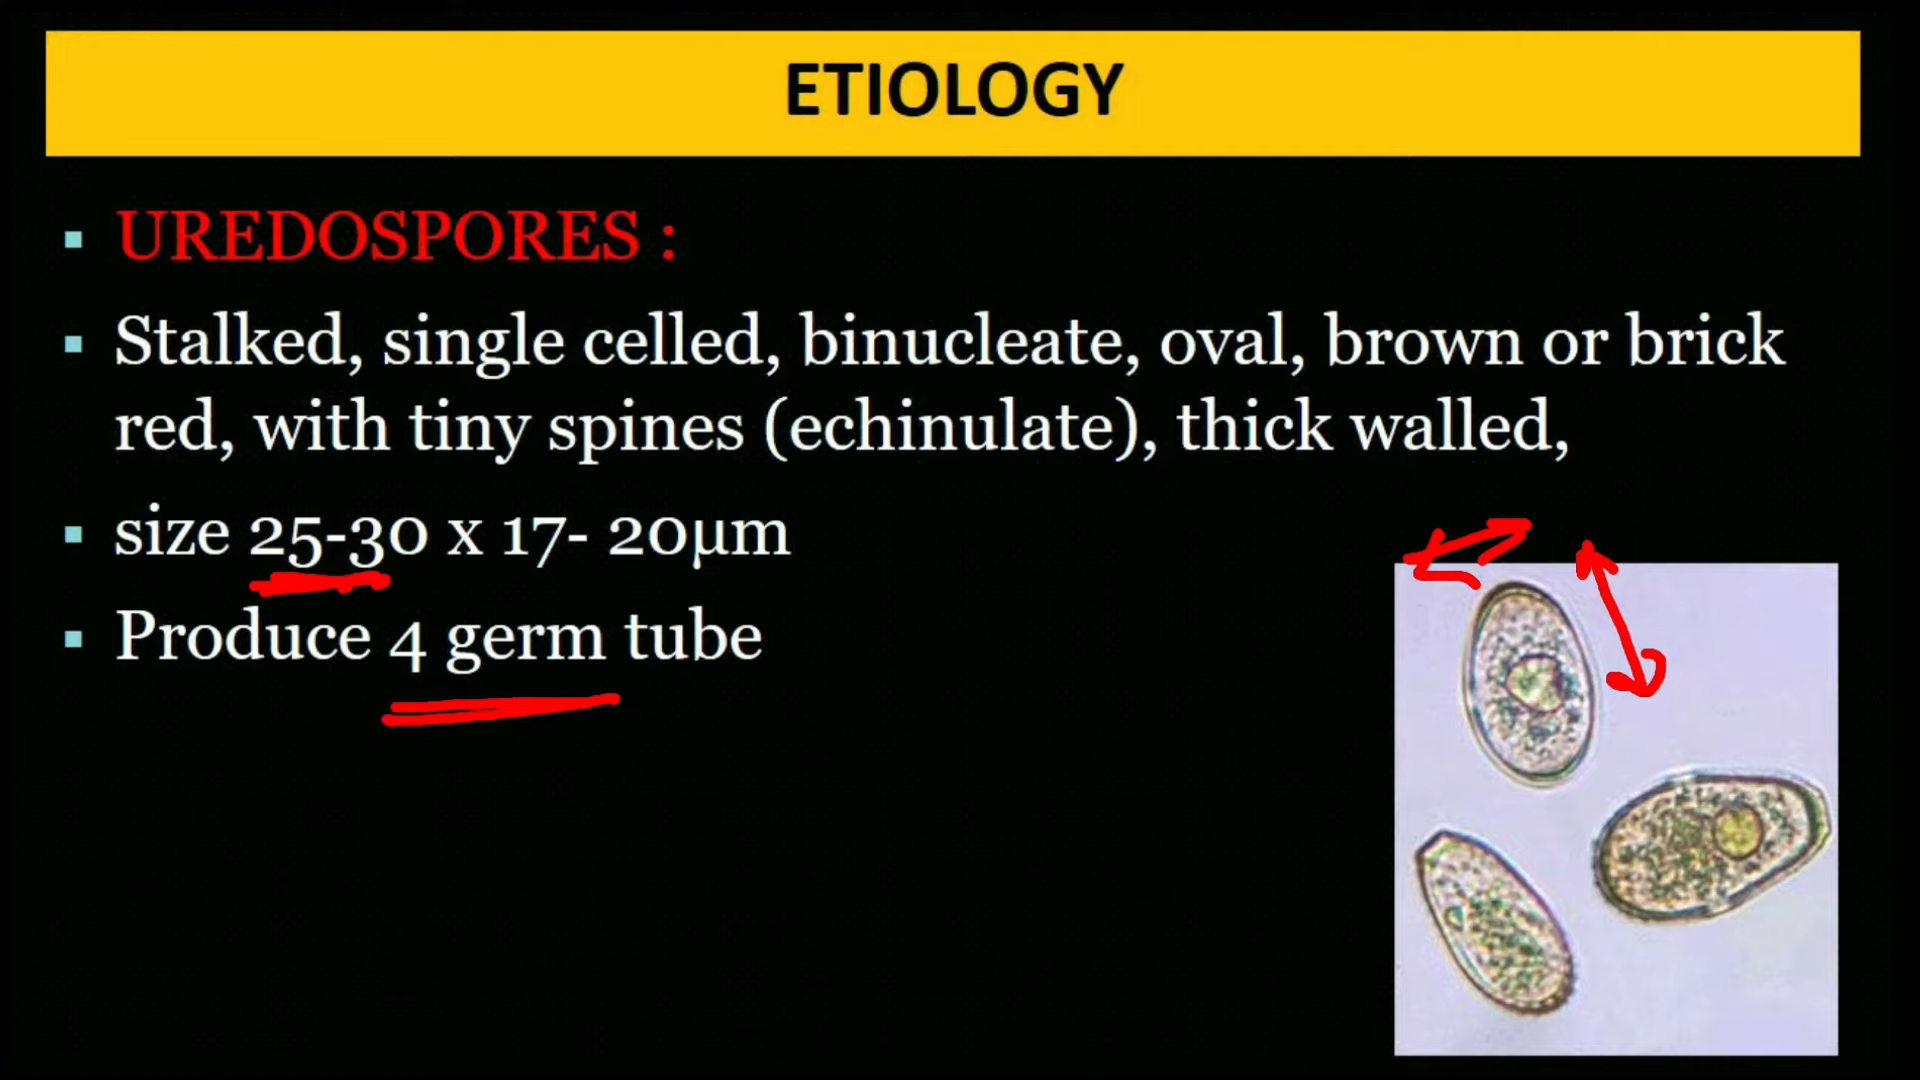 ETIOLOGY
UREDOSPORES :
Stalked, single celled, binucleate, oval, brown or brick
red, with tiny spines (echinulate), thick walled,
size 25-30 x 17- 20µm
Produce 4 germ tube